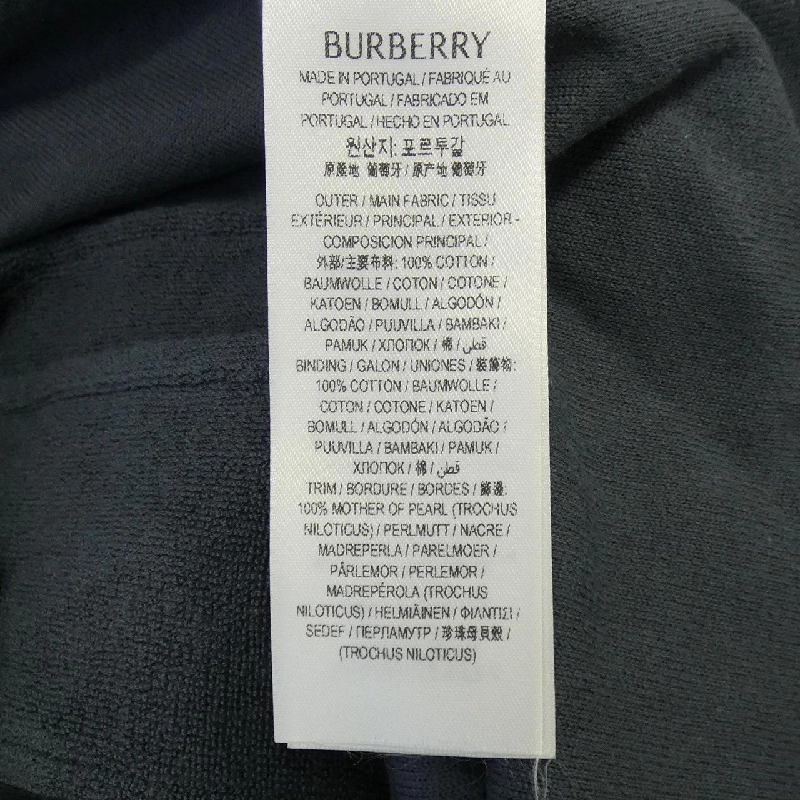 BURBERRY
MADE IN PORTUGAL / FABRIQUÉ AU
PORTUGAL / FABRICADO EM
PORTUGAL / HECHO EN PORTUGAL
원산지: 포르투갈
原產地 葡萄牙 / 原产地 葡萄牙
OUTER / MAIN FABRIC / TISSU
EXTÉRIEUR / PRINCIPAL / EXTERIOR -
COMPOSICION PRINCIPAL /
外部/主要布料: 100% COTTON /
BAUMWOLLE / COTON / COTONE /
KATOEN / BOMULL / ALGODÓN /
ALGODÃO / PUUVILLA / BAMBAKI /
PAMUK / ХЛОПОК / 棉 / قطن /
BINDING / GALON / UNIONES / 裝飾物:
100% COTTON / BAUMWOLLE /
COTON / COTONE / KATOEN /
BOMULL / ALGODÓN / ALGODÃO /
PUUVILLA / BAMBAKI / PAMUK /
ХЛОПОК / 棉 / قطن /
TRIM / BORDURE / BORDES / 飾邊:
100% MOTHER OF PEARL (TROCHUS
NILOTICUS) / PERLMUTT / NACRE /
MADREPERLA / PARELMOER /
PÄRLEMOR / PERLEMOR /
MADREPÉROLA (TROCHUS
NILOTICUS) / HELMIÄINEN / ΦΙΛΝΤΙΣΙ /
SEDEF / ПЕРЛАМУТР / 珍珠母貝殼 /
(TROCHUS NILOTICUS)